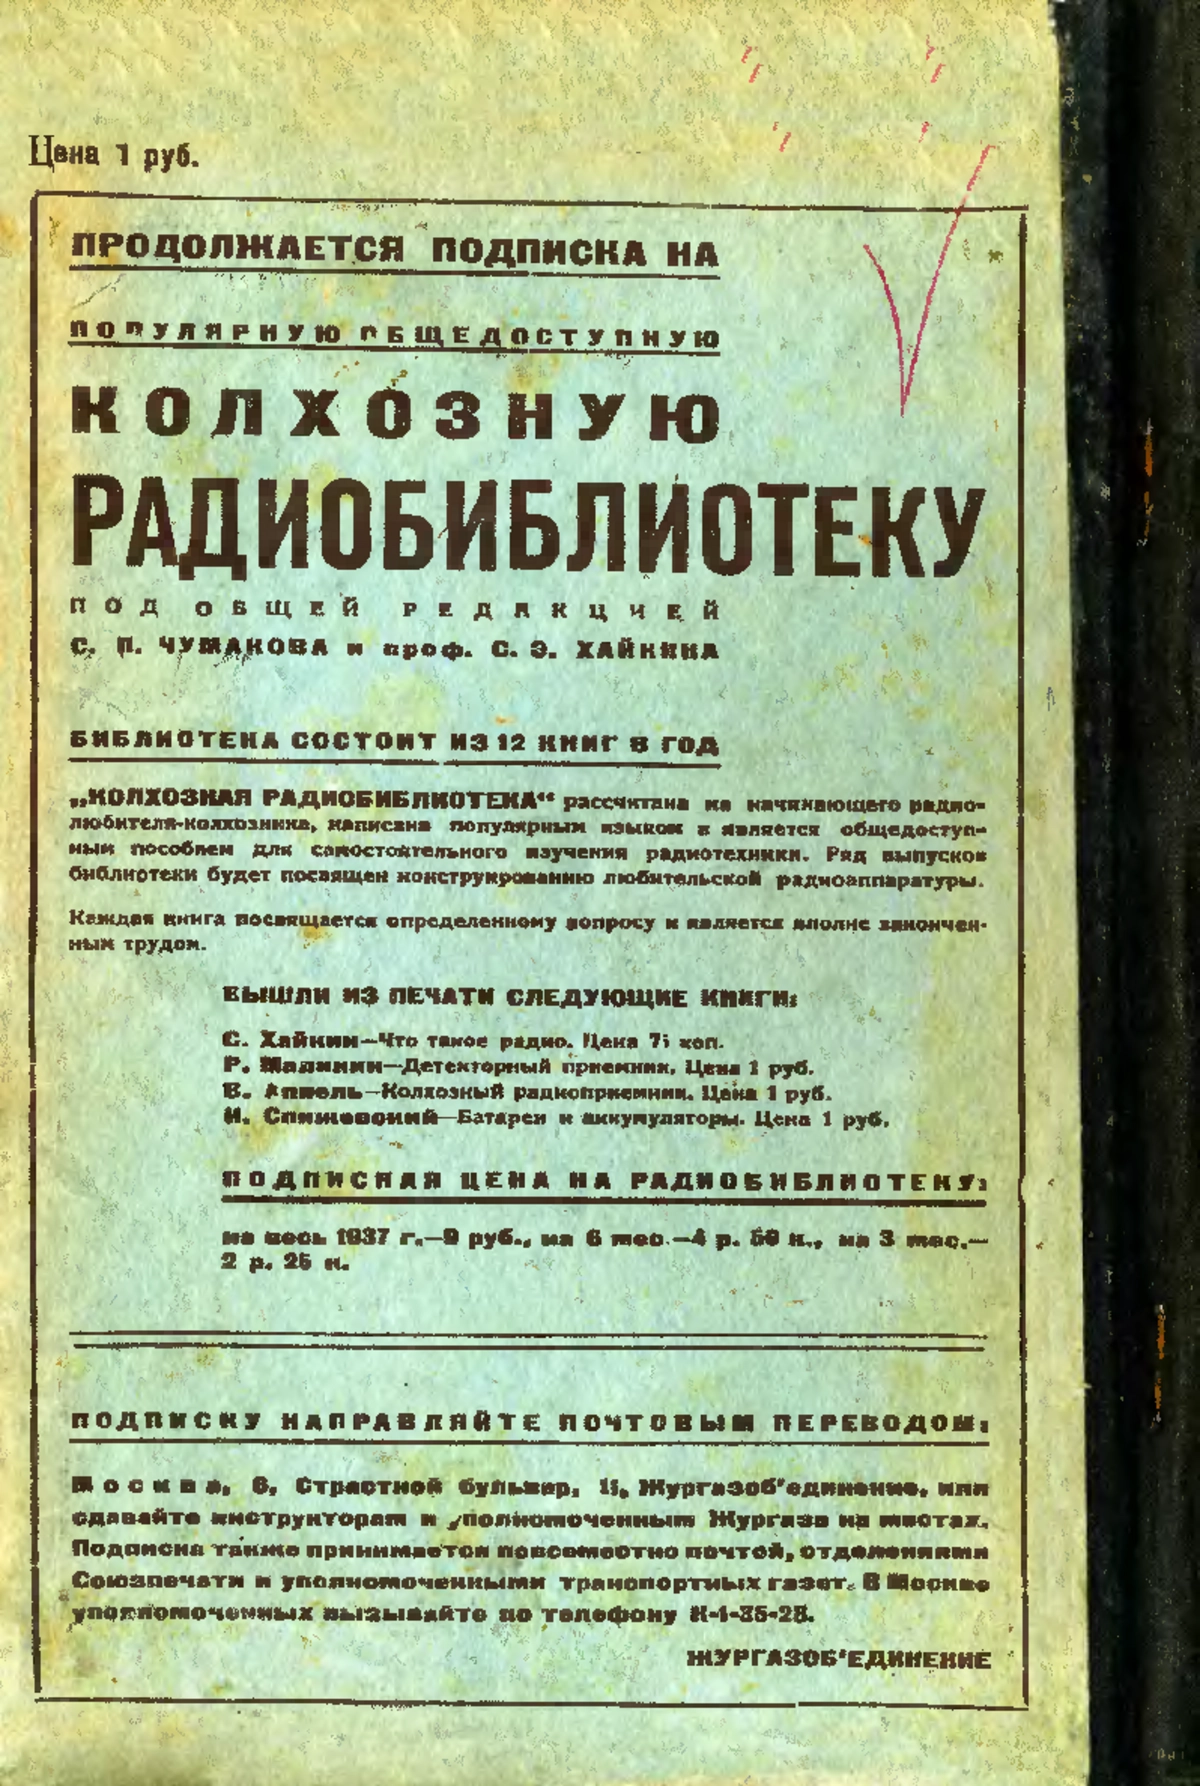 Цена 1 руб.
ПРОДОЛЖАЕТСЯ ПОДПИСКА НА
ПОПУЛЯРНУЮ ОБЩЕДОСТУПНУЮ
КОЛХОЗНУЮ
РАДИОБИБЛИОТЕКУ
ПОД ОБЩЕЙ РЕДАКЦИЕЙ
С. П. ЧУМАКОВА и проф. С. Э. ХАЙКИНА
БИБЛИОТЕКА СОСТОИТ ИЗ 12 КНИГ В ГОД
„КОЛХОЗНАЯ РАДИОБИБЛИОТЕКА“ рассчитана на начинающего радио-
любителя-колхозника, написана популярным языком и является общедоступ-
ным пособием для самостоятельного изучения радиотехники. Ряд выпусков
библиотеки будет посвящен конструированию любительской радиоаппаратуры.
Каждая книга посвящается определенному вопросу и является вполне закончен-
ным трудом.
ВЫШЛИ ИЗ ПЕЧАТИ СЛЕДУЮЩИЕ КНИГИ:
С. Хайкин—Что такое радио. Цена коп.
Р. Малинин—Детекторный приемник. Цена 1 руб.
В. Аппель—Колхозный радиоприемник. Цена 1 руб.
И. Спижевский—Батареи и аккумуляторы. Цена 1 руб.
ПОДПИСНАЯ ЦЕНА НА РАДИОБИБЛИОТЕКУ:
на весь 1937 г.—9 руб., на 6 мес.—4 р. 50 к., на 3 мес.—
2 р. 25 к.
ПОДПИСКУ НАПРАВЛЯЙТЕ ПОЧТОВЫМ ПЕРЕВОДОМ:
Москва, 6, Страстной бульвар, 11, Жургазоб'единение, или
сдавайте инструкторам и уполномоченным Жургаза на местах.
Подписка также принимается повсеместно почтой, отделениями
Союзпечати и уполномоченными транспортных газет. В Москве
уполномоченных вызывайте по телефону К-1-35-28.
ЖУРГАЗОБ'ЕДИНЕНИЕ